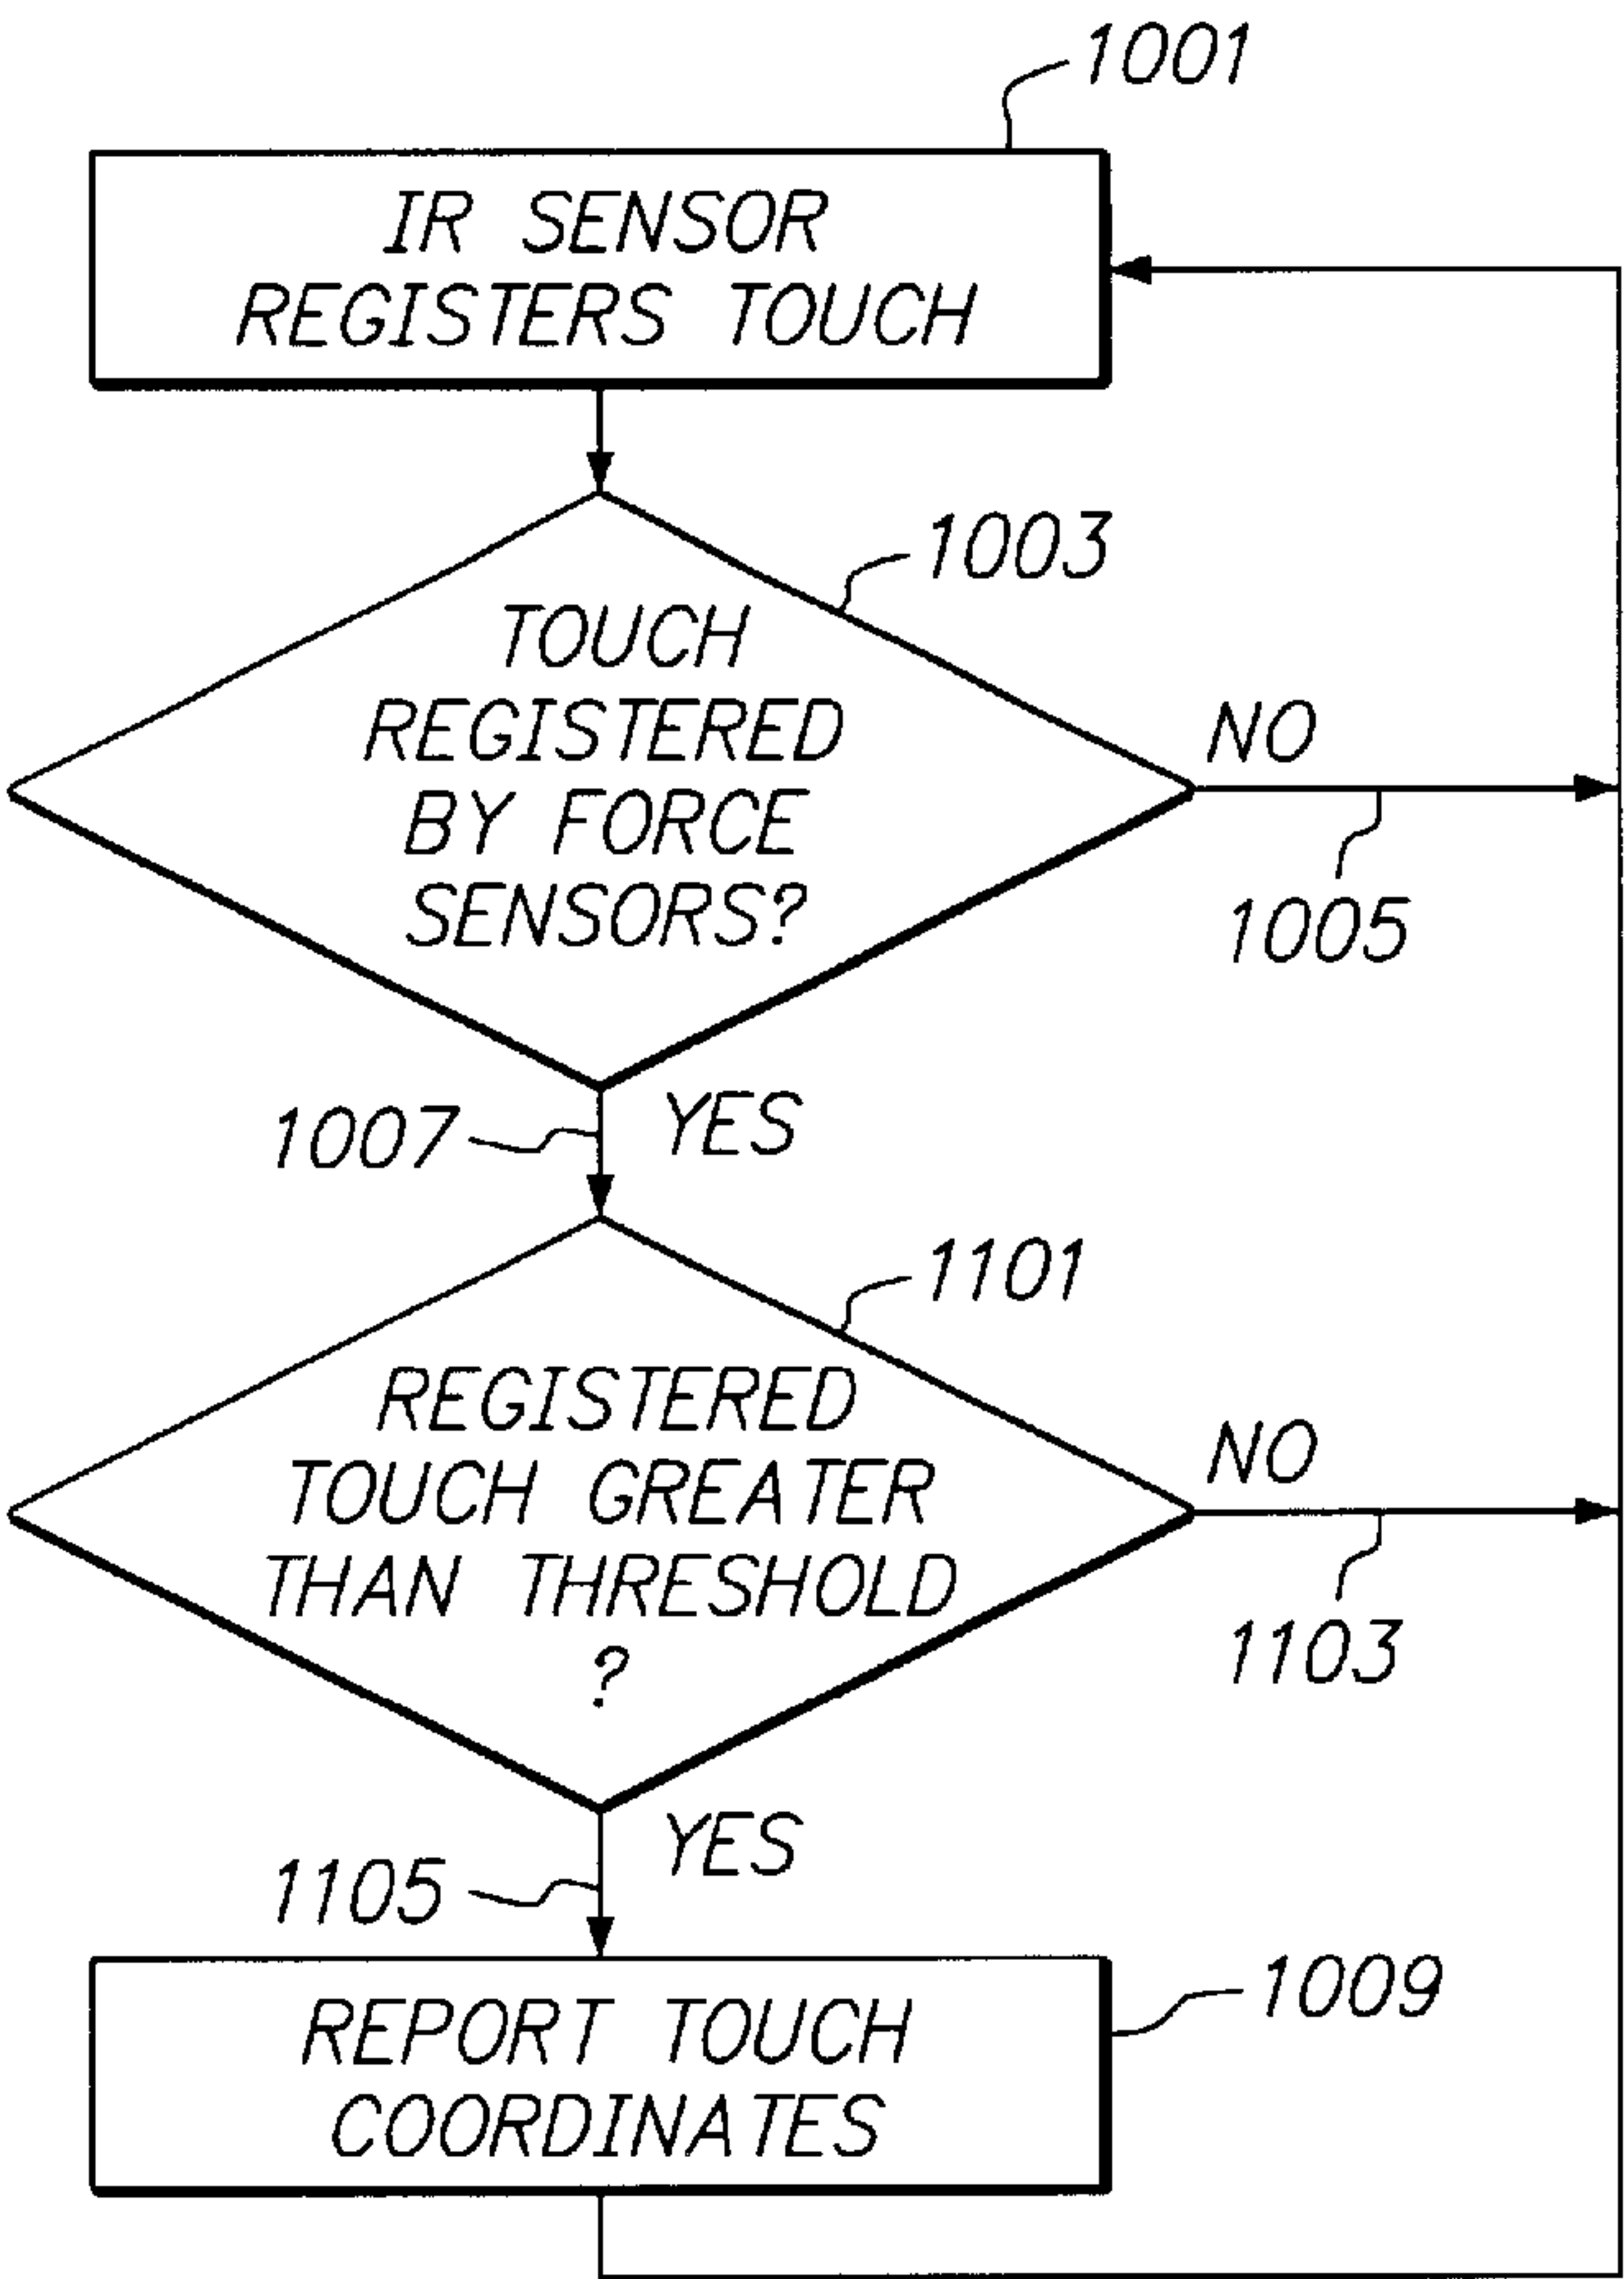 1001
IR SENSOR
REGISTERS TOUCH
1003
TOUCH
REGISTERED
BY FORCE
SENSORS?
NO
1005
1007
YES
1101
REGISTERED
TOUCH GREATER
THAN THRESHOLD
?
NO
1103
YES
1105
1009
REPORT TOUCH
COORDINATES